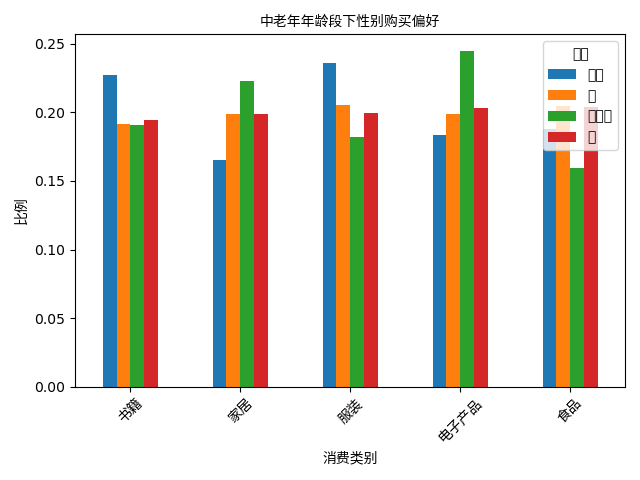 中老年年龄段下性别购买偏好
比例
0.25
0.20
0.15
0.10
0.05
0.00
书籍
家居
服装
电子产品
食品
消费类别